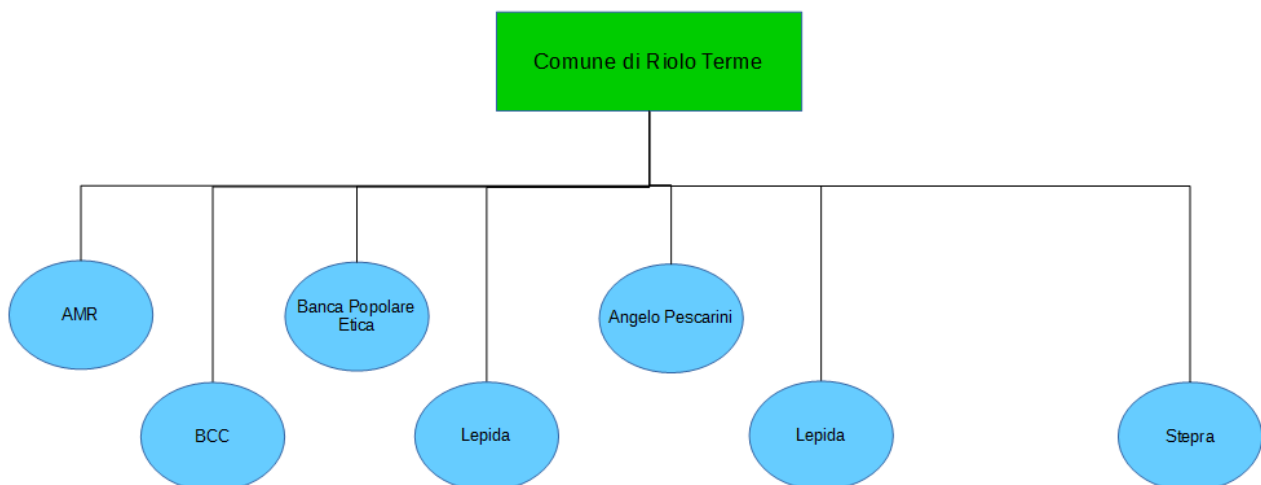 Comune di Riolo Terme
AMR
Banca Popolare
Etica
Angelo Pescarini
BCC
Lepida
Lepida
Stepra